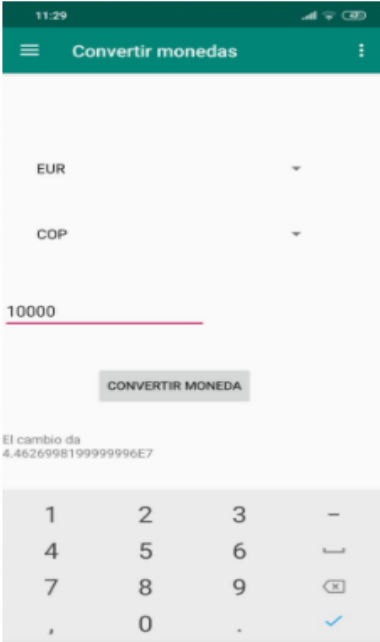 11:29
Convertir monedas
EUR
COP
10000
CONVERTIR MONEDA
El cambio da
4.4626998199999996E7
1 2 3 –
4 5 6
7 8 9
, 0 .